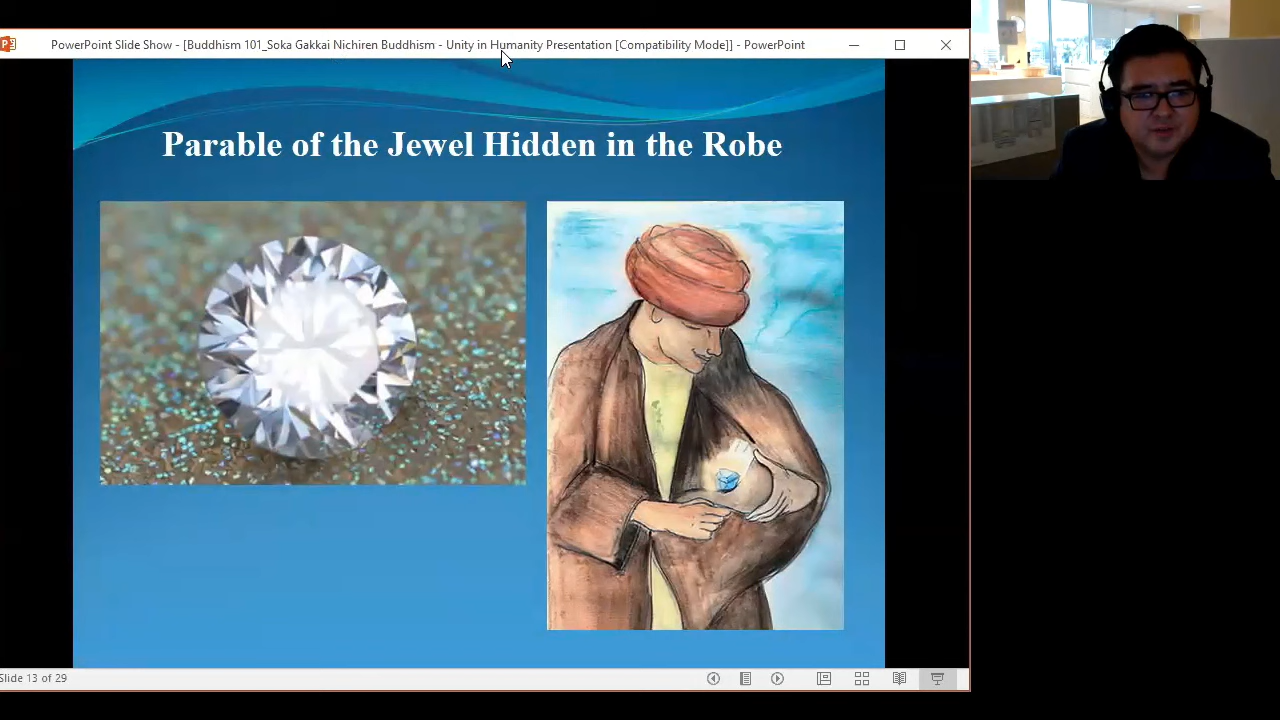 PowerPoint Slide Show - [Buddhism 101_Soka Gakkai Nichiren Buddhism - Unity in Humanity Presentation [Compatibility Mode]] - PowerPoint
Parable of the Jewel Hidden in the Robe
Slide 13 of 29